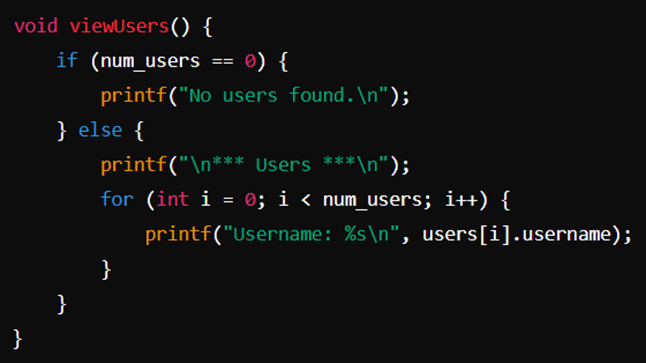 void viewUsers() {
    if (num_users == 0) {
        printf("No users found.\n");
    } else {
        printf("\n*** Users ***\n");
        for (int i = 0; i < num_users; i++) {
            printf("Username: %s\n", users[i].username);
        }
    }
}